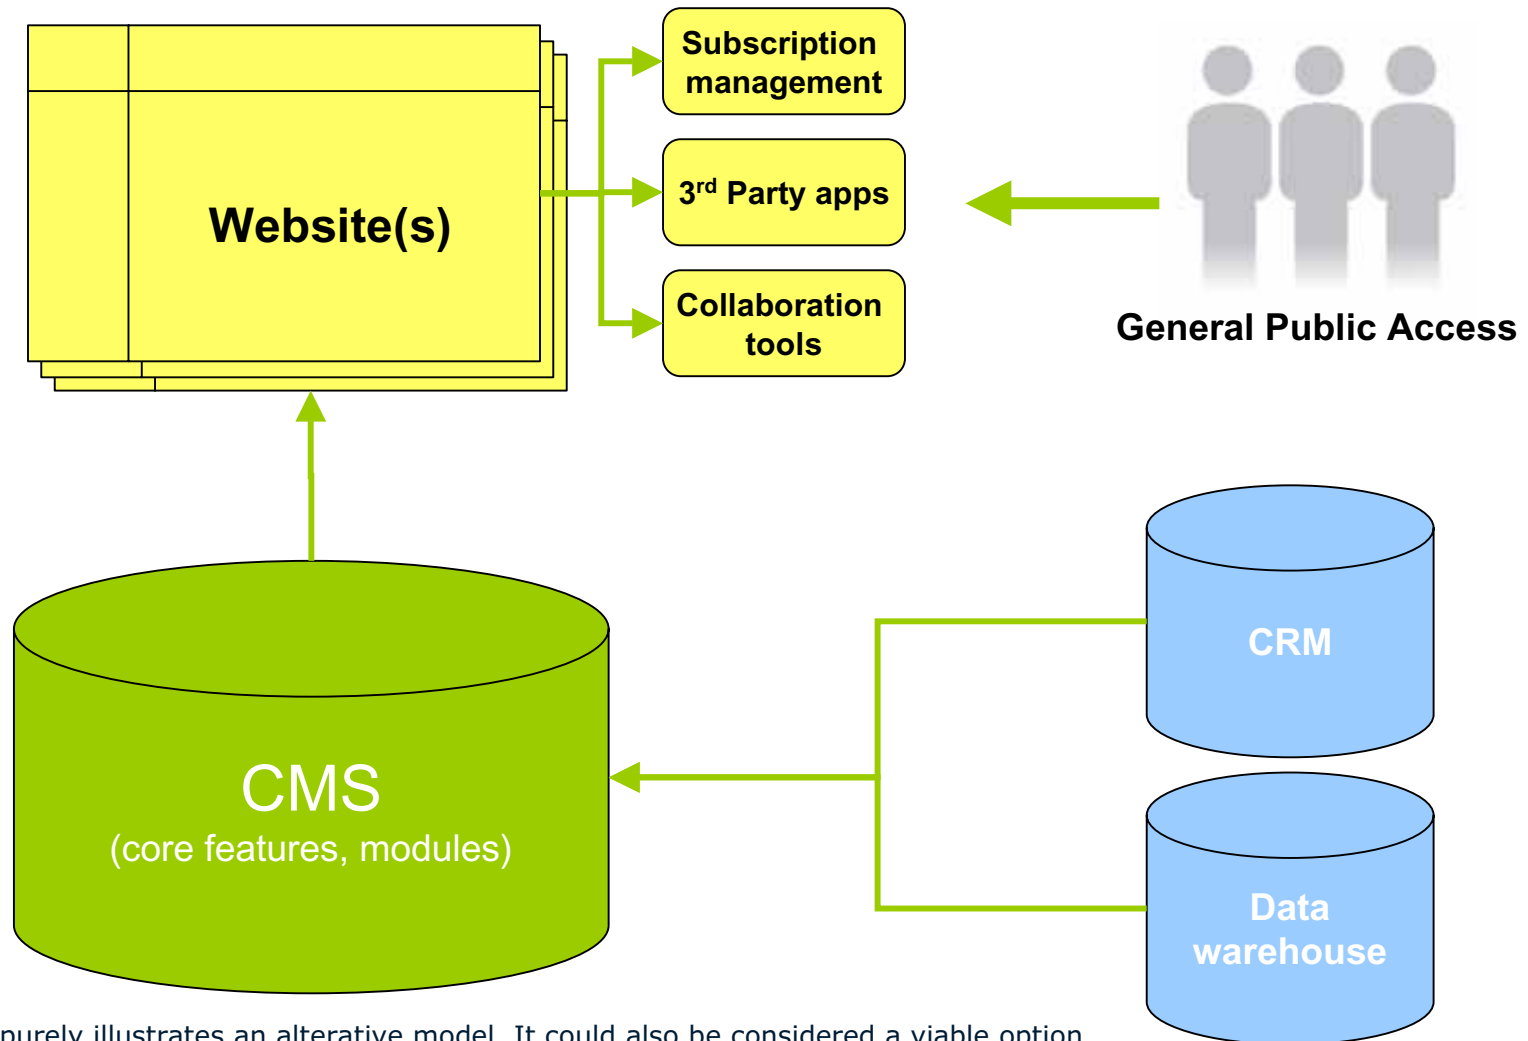 Subscription
management
3rd Party apps
Website(s)
Collaboration
tools
General Public Access
CRM
CMS
(core features, modules)
Data
warehouse
purely illustrates an alterative model. It could also be considered a viable option